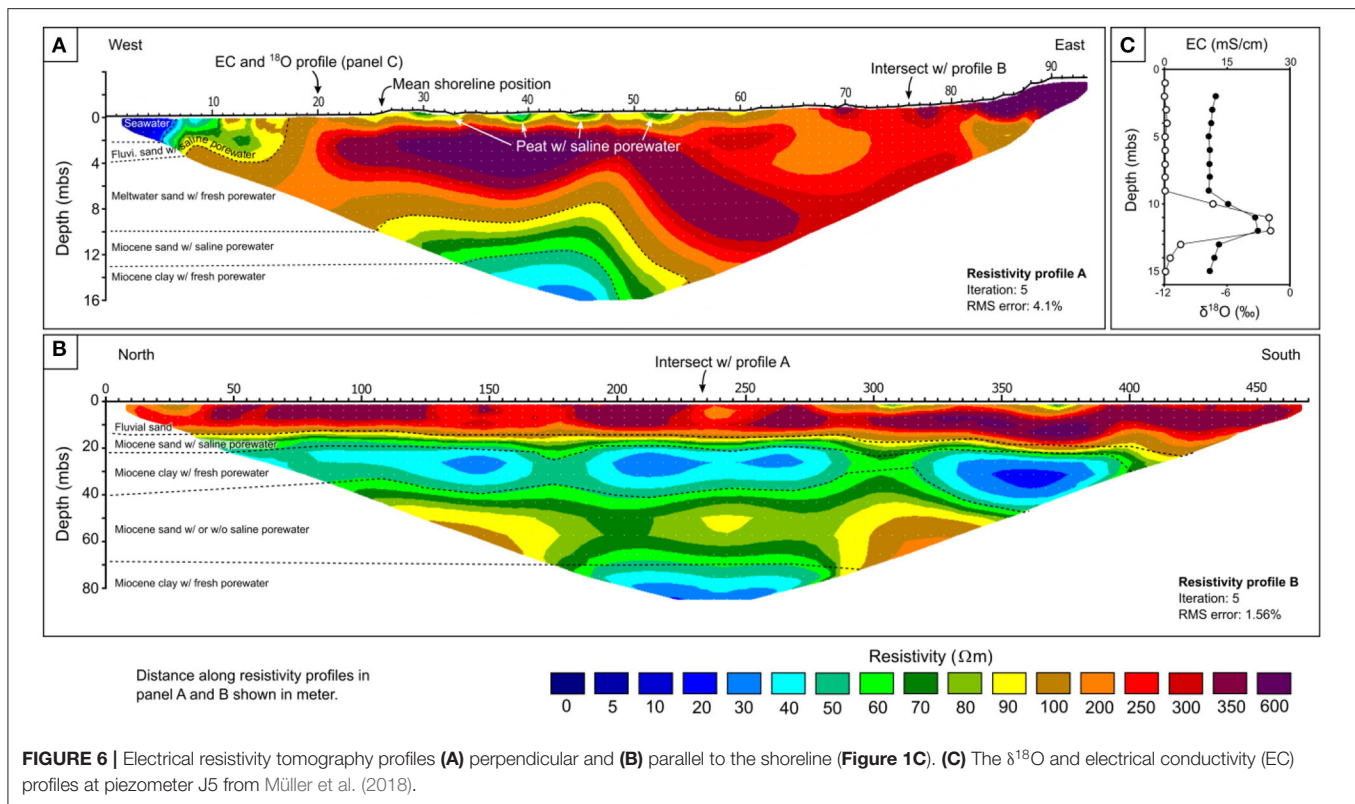 A
West
East
EC and ¹⁸O profile (panel C)
Mean shoreline position
Intersect w/ profile B
10 20 30 40 50 60 70 80 90
Seawater
Fluvi. sand w/ saline porewater
Peat w/ saline porewater
Meltwater sand w/ fresh porewater
Miocene sand w/ saline porewater
Miocene clay w/ fresh porewater
Depth (mbs)
0
4
8
12
16
Resistivity profile A
Iteration: 5
RMS error: 4.1%
C
EC (mS/cm)
0 15 30
Depth (mbs)
0
5
10
15
-12 -6 0
δ¹⁸O (‰)
B
North
South
Intersect w/ profile A
0 50 100 150 200 250 300 350 400 450
Fluvial sand
Miocene sand w/ saline porewater
Miocene clay w/ fresh porewater
Miocene sand w/ or w/o saline porewater
Miocene clay w/ fresh porewater
Depth (mbs)
0
20
40
60
80
Resistivity profile B
Iteration: 5
RMS error: 1.56%
Distance along resistivity profiles in
panel A and B shown in meter.
Resistivity (Ωm)
0 5 10 20 30 40 50 60 70 80 90 100 200 250 300 350 600
FIGURE 6 | Electrical resistivity tomography profiles (A) perpendicular and (B) parallel to the shoreline (Figure 1C). (C) The δ¹⁸O and electrical conductivity (EC)
profiles at piezometer J5 from Müller et al. (2018).